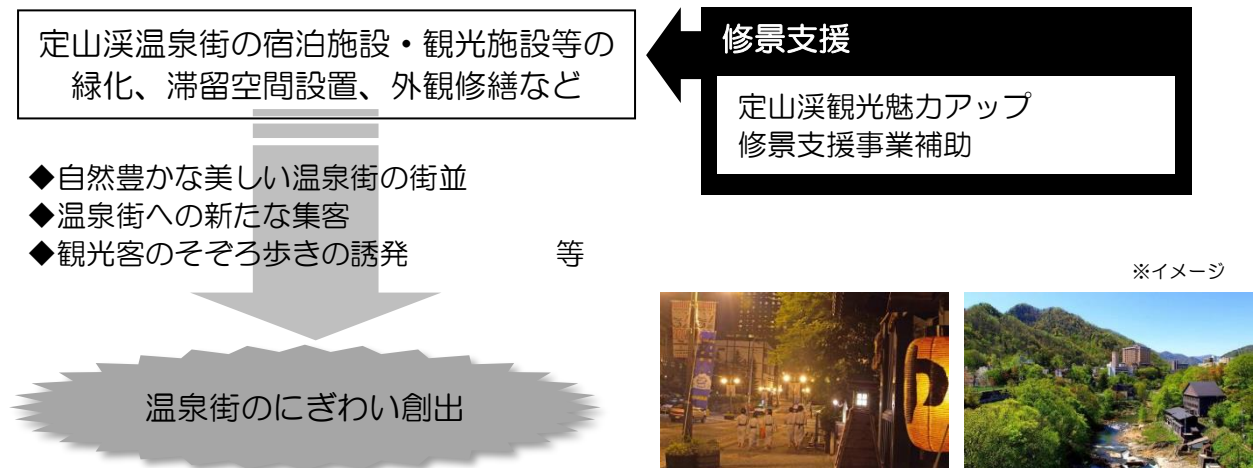 定山渓温泉街の宿泊施設・観光施設等の
緑化、滞留空間設置、外観修繕など
修景支援
定山渓観光魅力アップ
修景支援事業補助
◆自然豊かな美しい温泉街の街並
◆温泉街への新たな集客
◆観光客のそぞろ歩きの誘発　　　　　等
温泉街のにぎわい創出
※イメージ